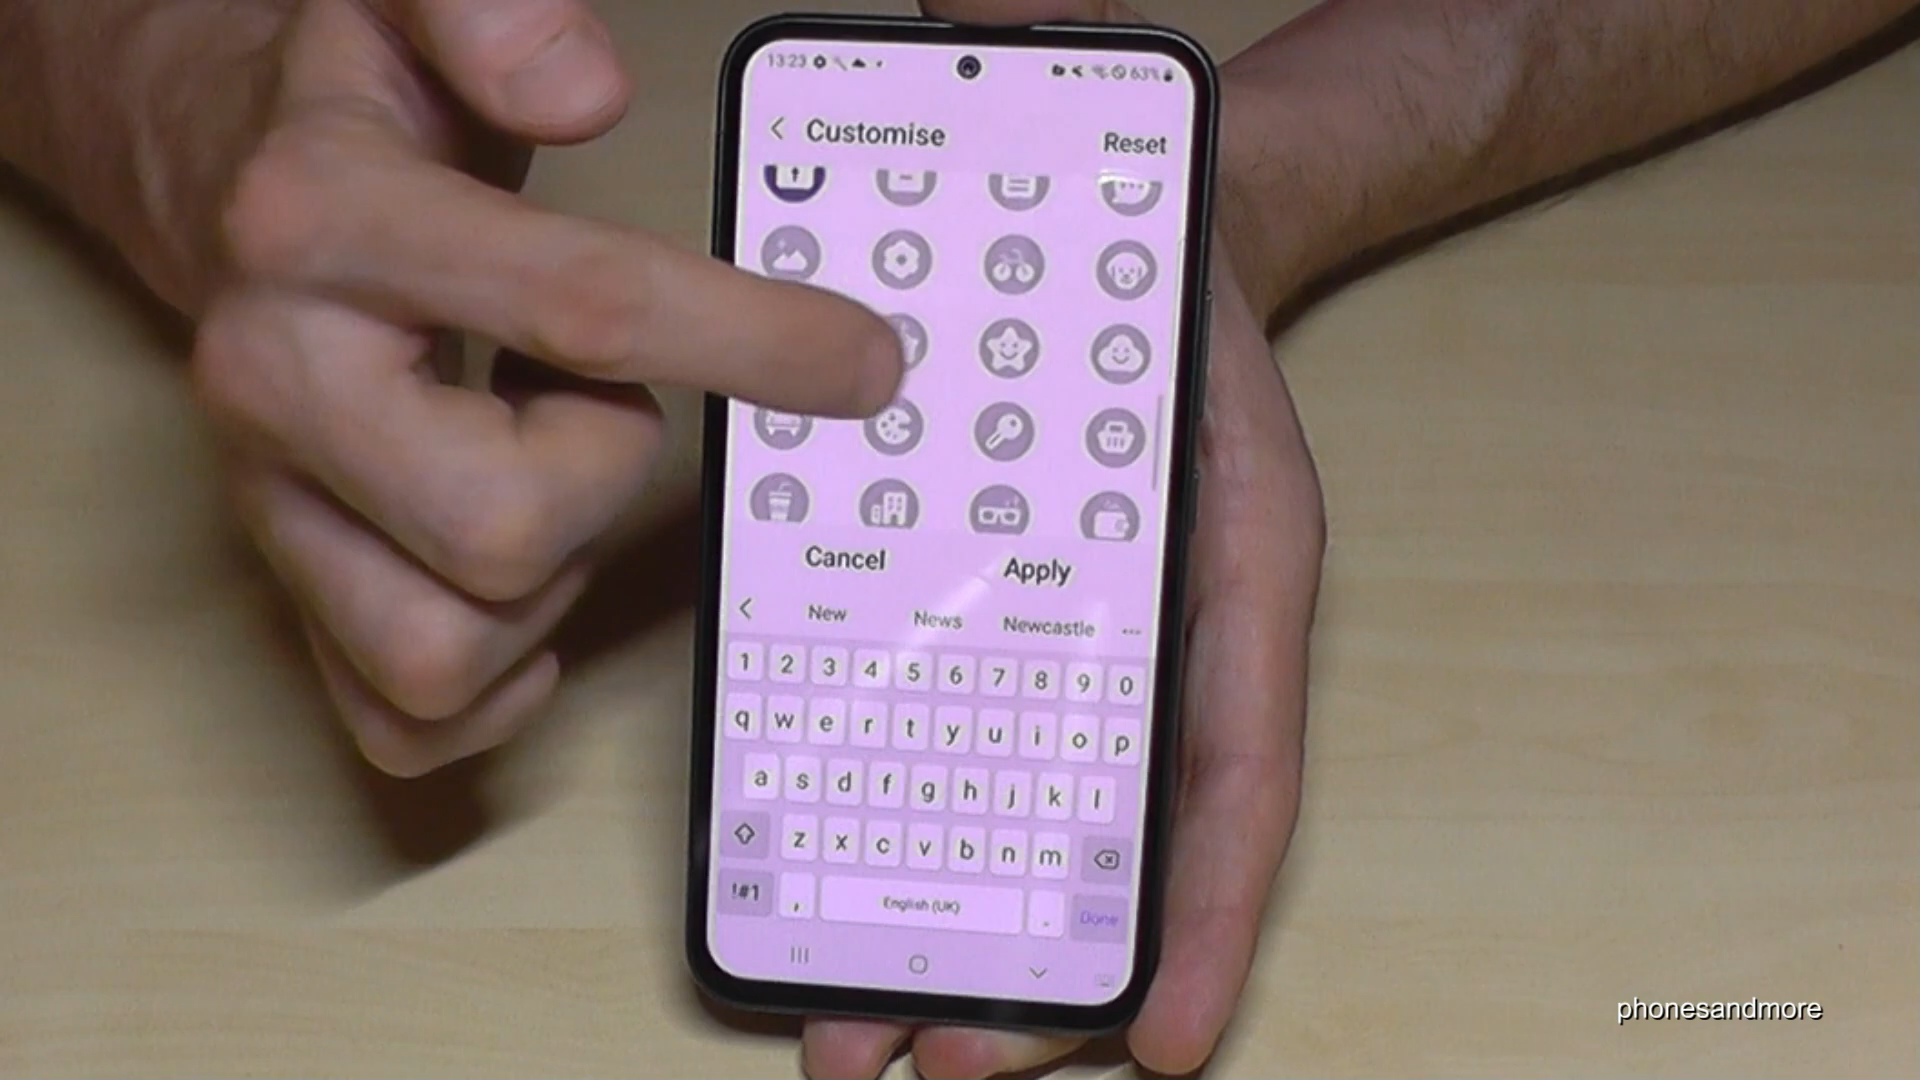 13:23 63%
Customise
Reset
Cancel Apply
New News Newcastle ...
1 2 3 4 5 6 7 8 9 0
q w e r t y u i o p
a s d f g h j k l
z x c v b n m
!#1 , English (UK) . Done
phonesandmore